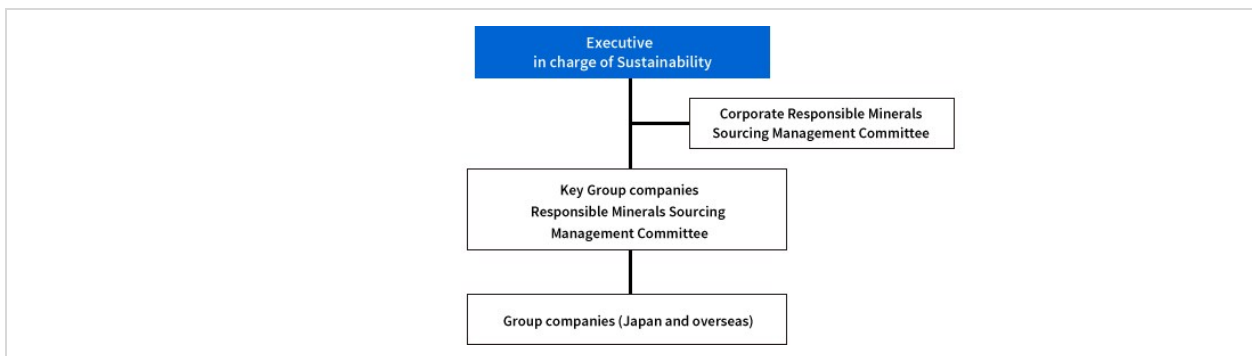 Executive
in charge of Sustainability
Corporate Responsible Minerals
Sourcing Management Committee
Key Group companies
Responsible Minerals Sourcing
Management Committee
Group companies (Japan and overseas)